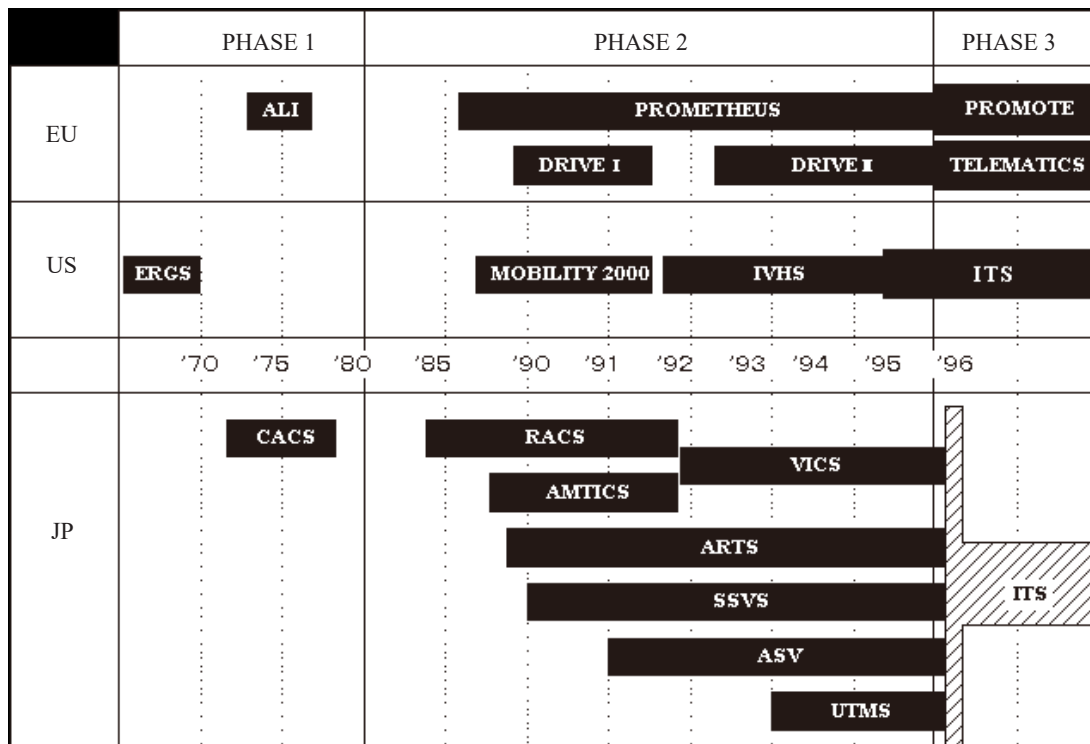 PHASE 1 PHASE 2 PHASE 3
EU
ALI PROMETHEUS PROMOTE
DRIVE I DRIVE II TELEMATICS
US
ERGS MOBILITY 2000 IVHS ITS
'70 '75 '80 '85 '90 '91 '92 '93 '94 '95 '96
JP
CACS RACS
VICS
AMTICS
ARTS
SSVS
ITS
ASV
UTMS